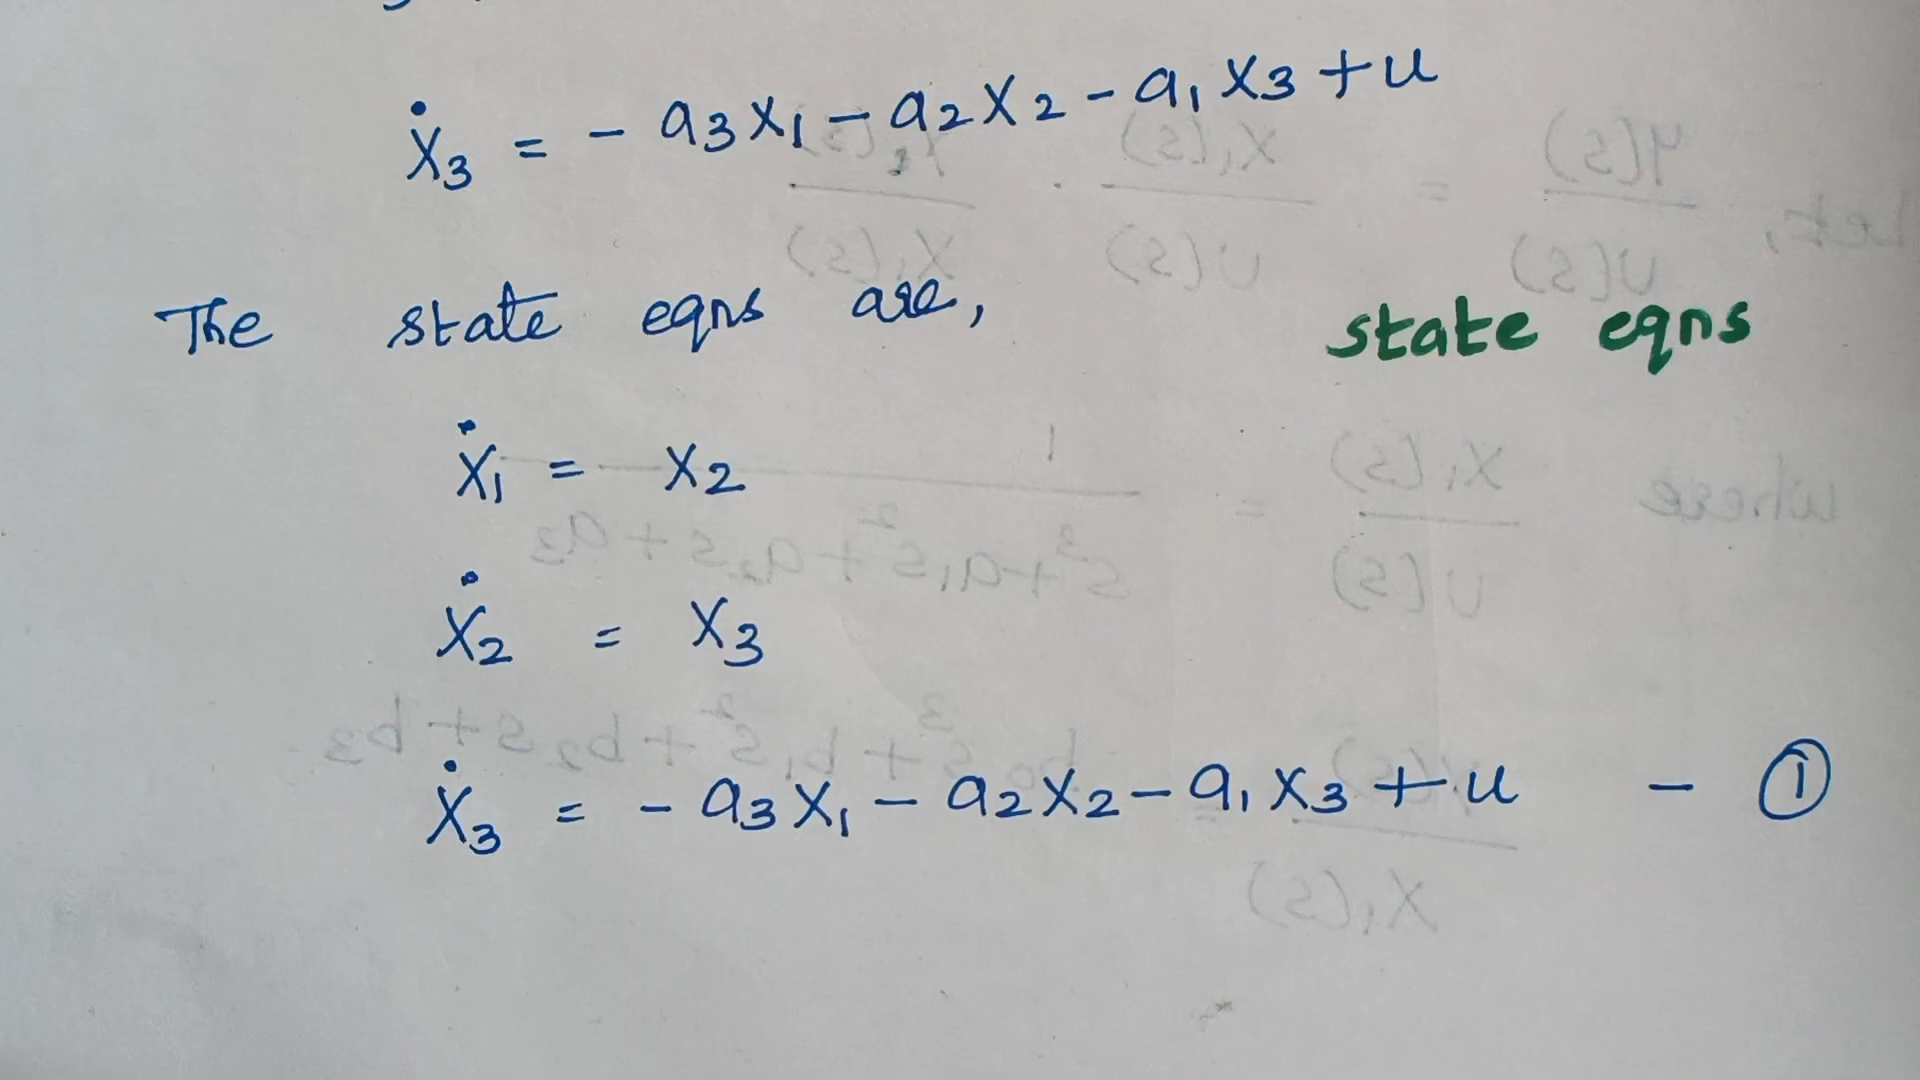 ẋ₃ = - a₃x₁ - a₂x₂ - a₁x₃ + u
The state eqns are, state eqns
ẋ₁ = x₂
ẋ₂ = x₃
ẋ₃ = - a₃x₁ - a₂x₂ - a₁x₃ + u - ①